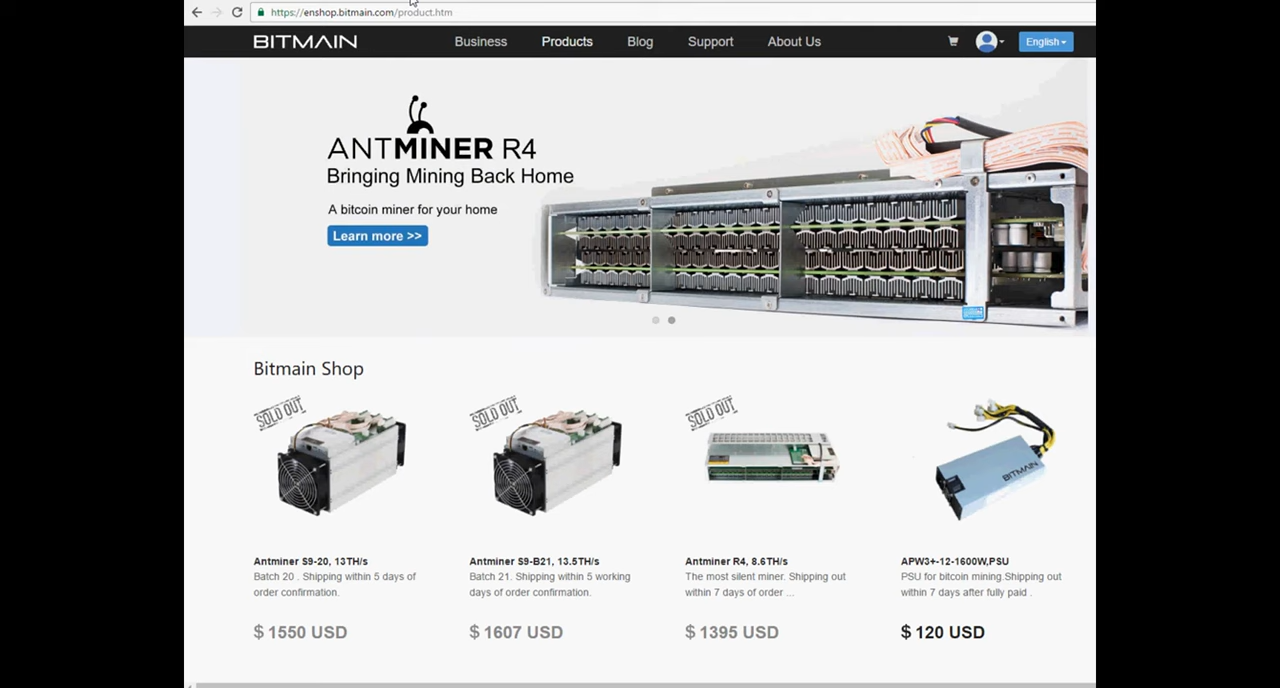 https://enshop.bitmain.com/product.htm
BITMAIN
Business
Products
Blog
Support
About Us
English
ANTMINER R4
Bringing Mining Back Home
A bitcoin miner for your home
Learn more >>
Bitmain Shop
SOLD OUT
SOLD OUT
SOLD OUT
BITMAIN
Antminer S9-20, 13TH/s
Batch 20 . Shipping within 5 days of
order confirmation.
$ 1550 USD
Antminer S9-B21, 13.5TH/s
Batch 21. Shipping within 5 working
days of order confirmation.
$ 1607 USD
Antminer R4, 8.6TH/s
The most silent miner. Shipping out
within 7 days of order ...
$ 1395 USD
APW3+-12-1600W,PSU
PSU for bitcoin mining.Shipping out
within 7 days after fully paid .
$ 120 USD